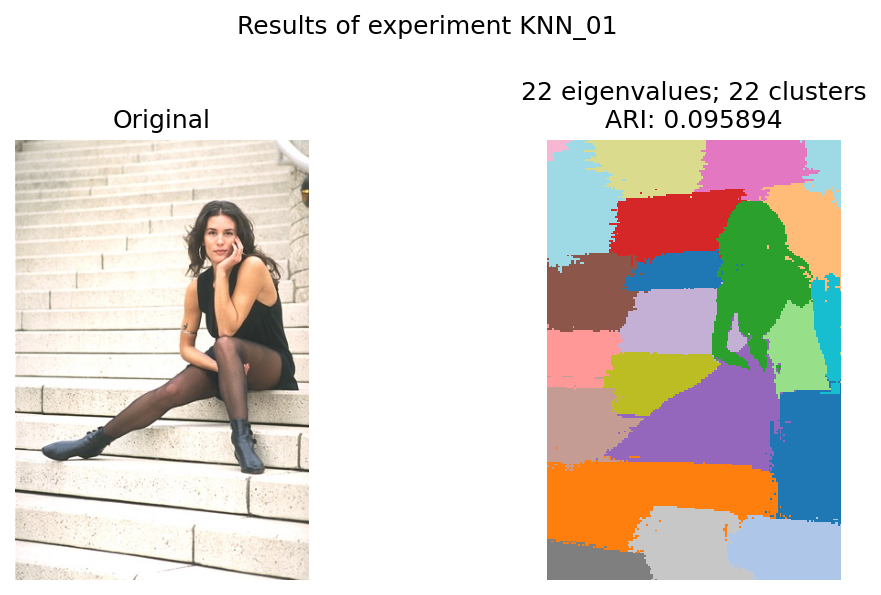 Results of experiment KNN_01
Original
22 eigenvalues; 22 clusters
ARI: 0.095894